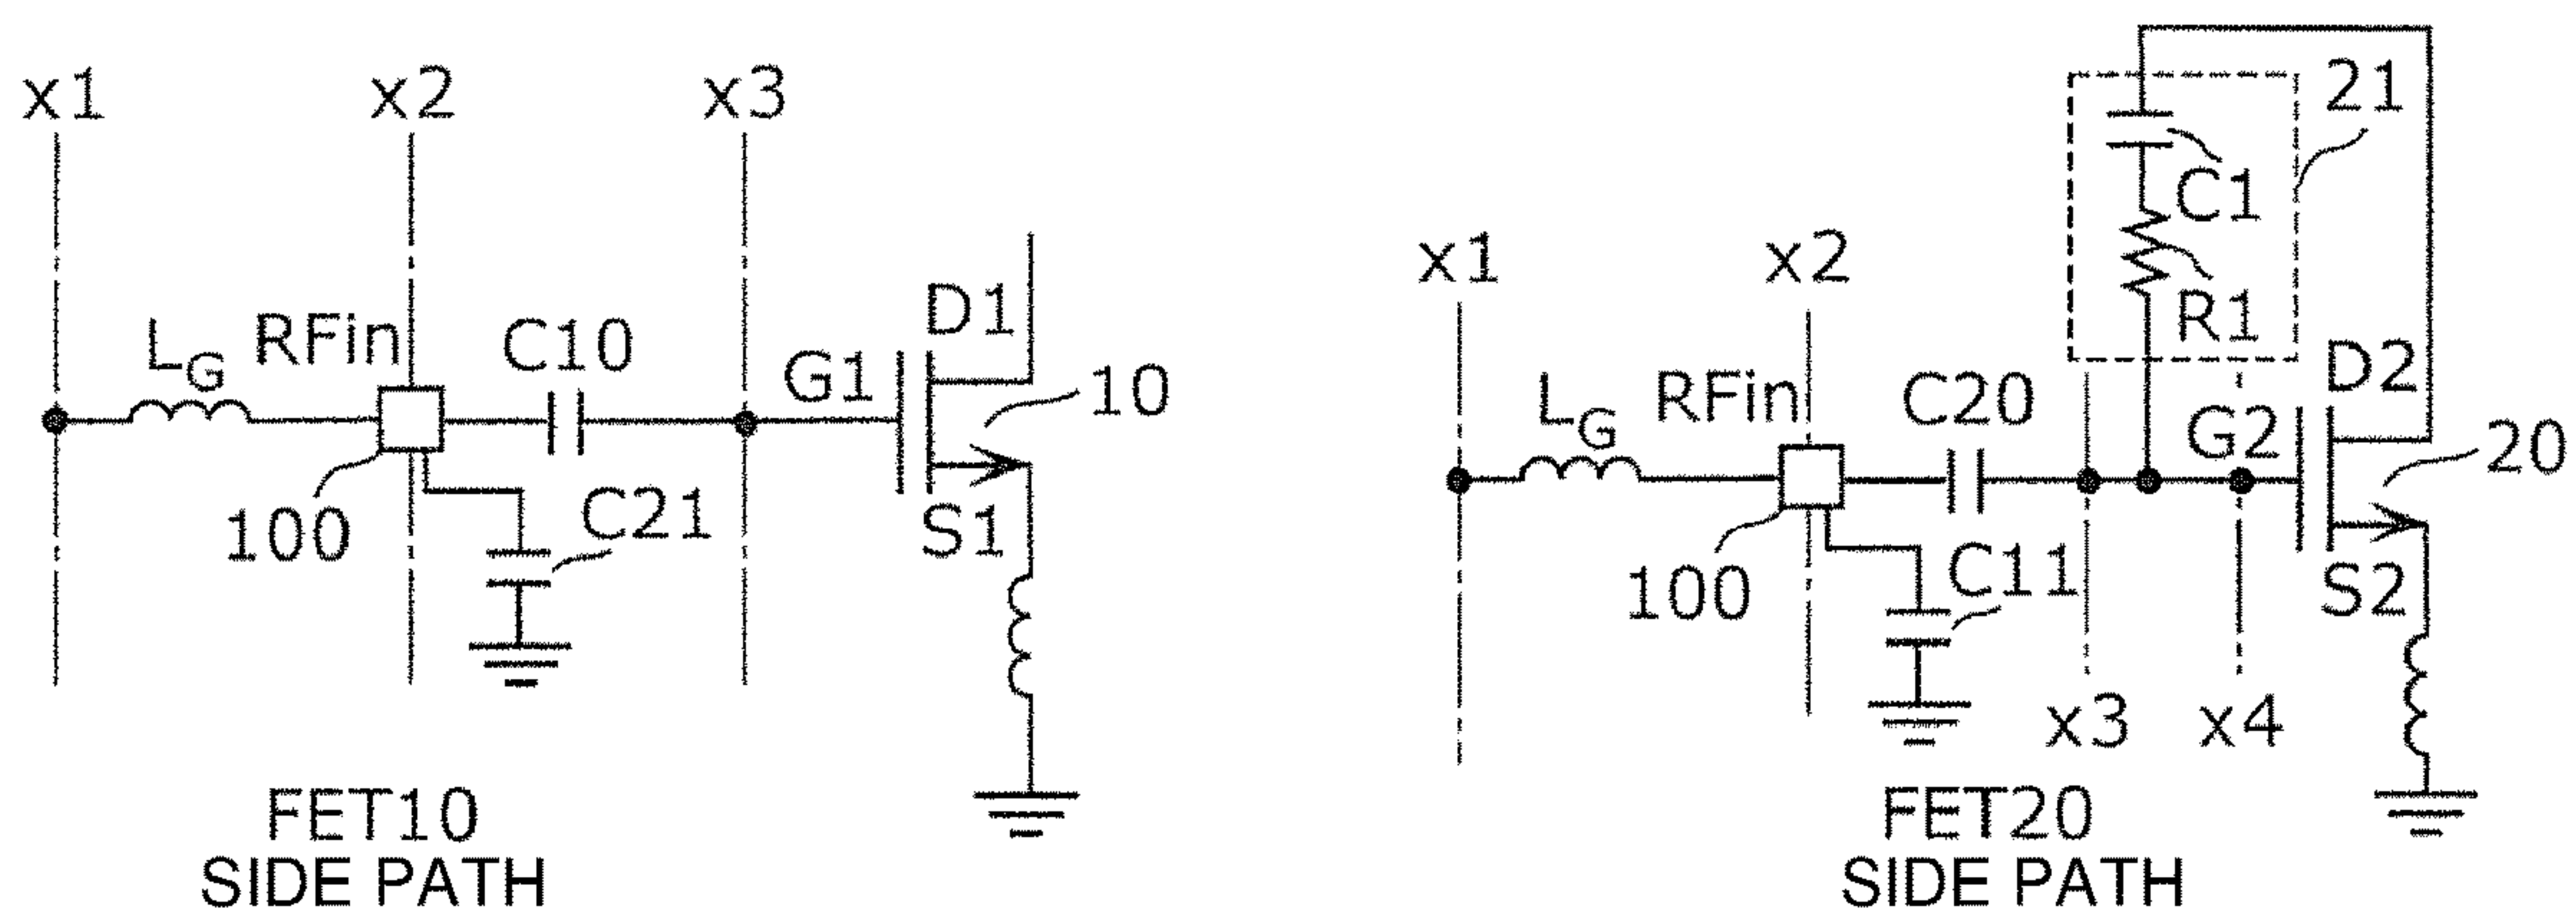 x1 x2 x3
LG RFin C10 G1 D1 10
100 C21 S1
FET10
SIDE PATH
21
C1
x1 x2 R1
LG RFin C20 G2 D2 20
100 C11 S2
x3 x4
FET20
SIDE PATH